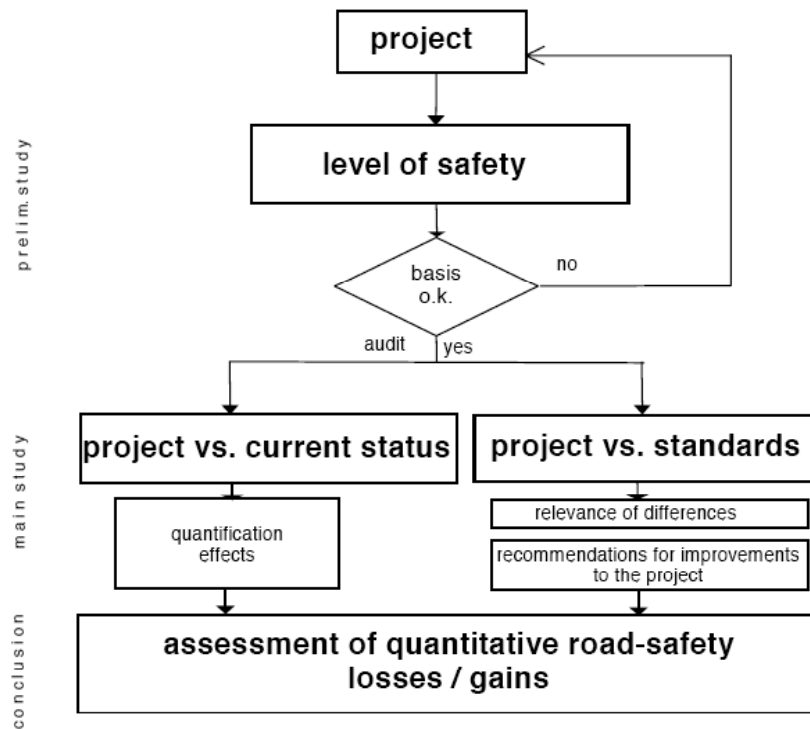 project
level of safety
prelim.study
basis
o.k.
no
audit
yes
project vs. current status
project vs. standards
main study
quantification
effects
relevance of differences
recommendations for improvements
to the project
conclusion
assessment of quantitative road-safety
losses / gains